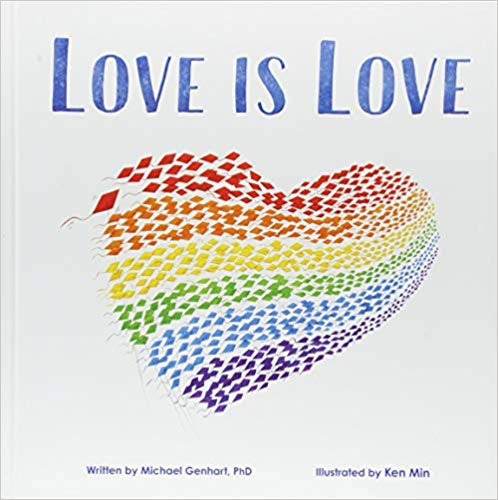 LOVE IS LOVE
Written by Michael Genhart, PhD Illustrated by Ken Min